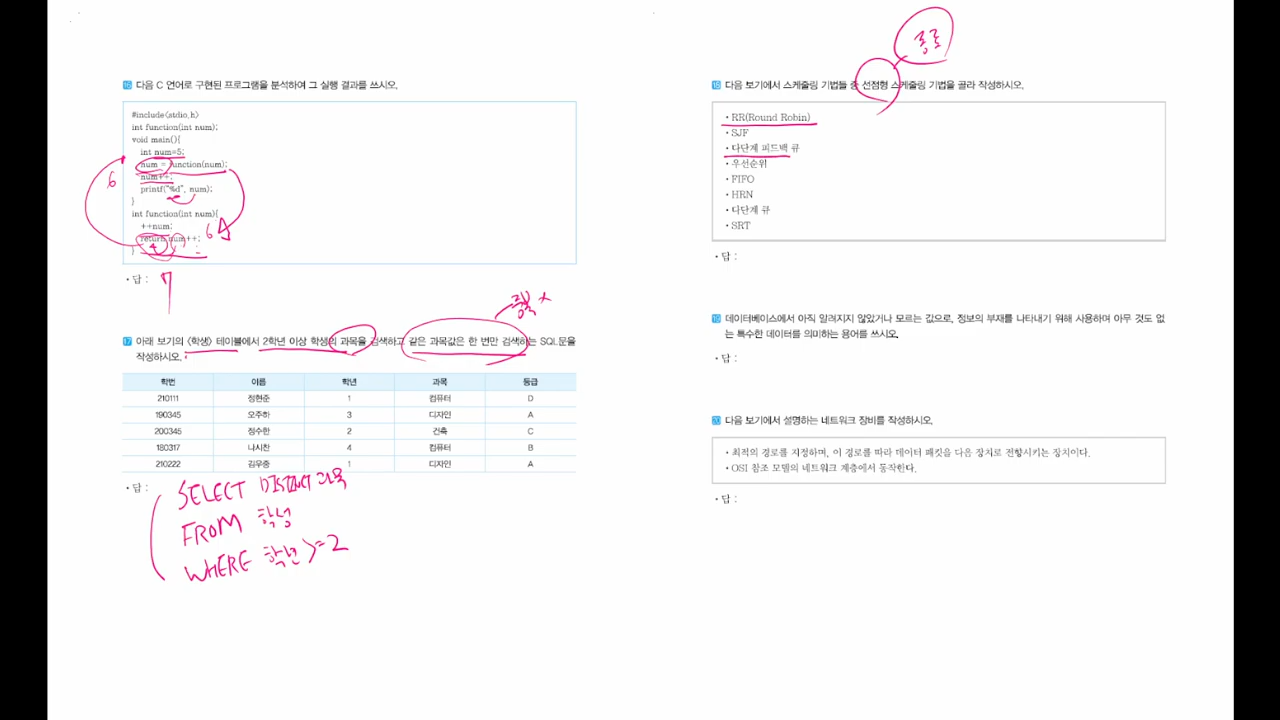 16 다음 C 언어로 구현된 프로그램을 분석하여 그 실행 결과를 쓰시오.
#include<stdio.h>
int function(int num);
void main(){
int num=5;
num = function(num);
num++;
printf("%d", num);
}
int function(int num){
++num;
return num++;
}
6
6
• 답 : 7
중복 x
17 아래 보기의 <학생> 테이블에서 2학년 이상 학생의 과목을 검색하고 같은 과목값은 한 번만 검색하는 SQL문을
작성하시오.
학번 이름 학년 과목 등급
210111 정현준 1 컴퓨터 D
190345 오주하 3 디자인 A
200345 정수한 2 건축 C
180317 나시찬 4 컴퓨터 B
210222 김우중 1 디자인 A
• 답 :
SELECT DISTINCT 과목
FROM 학생
WHERE 학년 >= 2
종료
18 다음 보기에서 스케줄링 기법들 중 선점형 스케줄링 기법을 골라 작성하시오.
• RR(Round Robin)
• SJF
• 다단계 피드백 큐
• 우선순위
• FIFO
• HRN
• 다단계 큐
• SRT
• 답 :
19 데이터베이스에서 아직 알려지지 않았거나 모르는 값으로, 정보의 부재를 나타내기 위해 사용하며 아무 것도 없
는 특수한 데이터를 의미하는 용어를 쓰시오.
• 답 :
20 다음 보기에서 설명하는 네트워크 장비를 작성하시오.
• 최적의 경로를 지정하며, 이 경로를 따라 데이터 패킷을 다음 장치로 전향시키는 장치이다.
• OSI 참조 모델의 네트워크 계층에서 동작한다.
• 답 :